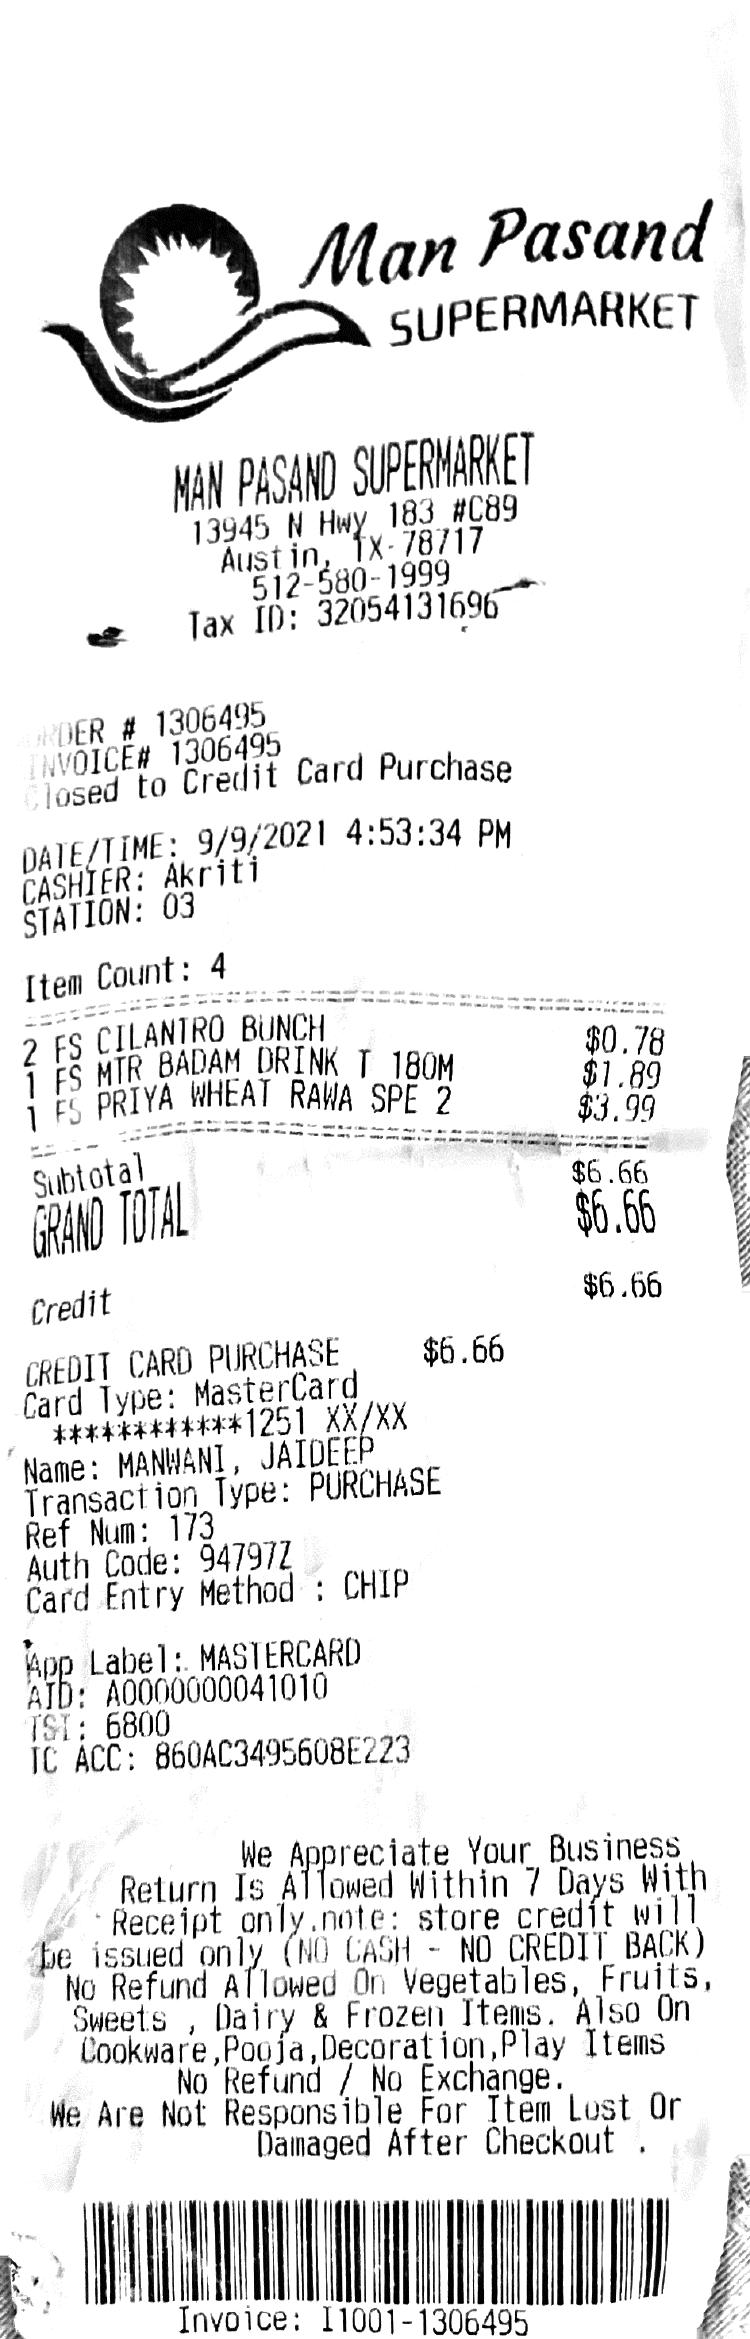 Man Pasand
SUPERMARKET
MAN PASAND SUPERMARKET
13945 N Hwy 183 #C89
Austin, TX-78717
512-580-1999
Tax ID: 32054131696
ORDER # 1306495
INVOICE# 1306495
Closed to Credit Card Purchase
DATE/TIME: 9/9/2021 4:53:34 PM
CASHIER: Akriti
STATION: 03
Item Count: 4
2 FS CILANTRO BUNCH $0.78
1 FS MTR BADAM DRINK T 180M $1.89
1 FS PRIYA WHEAT RAWA SPE 2 $3.99
Subtotal $6.66
GRAND TOTAL $6.66
Credit $6.66
CREDIT CARD PURCHASE $6.66
Card Type: MasterCard
************1251 XX/XX
Name: MANWANI, JAIDEEP
Transaction Type: PURCHASE
Ref Num: 173
Auth Code: 94797Z
Card Entry Method : CHIP
App Label: MASTERCARD
AID: A0000000041010
TSI: 6800
TC ACC: 860AC3495608E223
We Appreciate Your Business
Return Is Allowed Within 7 Days With
Receipt only.note: store credit will
be issued only (NO CASH - NO CREDIT BACK)
No Refund Allowed On Vegetables, Fruits,
Sweets , Dairy & Frozen Items. Also On
Cookware,Pooja,Decoration,Play Items
No Refund / No Exchange.
We Are Not Responsible For Item Lost Or
Damaged After Checkout .
Invoice: I1001-1306495